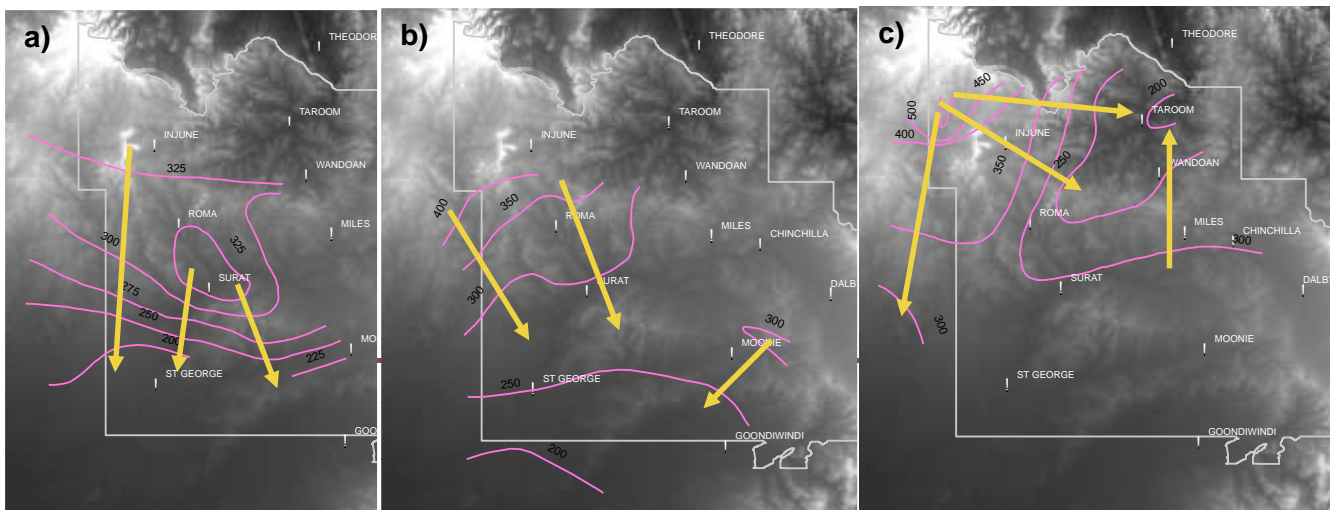 a)
THEODORE
TAROOM
INJUNE
325
WANDOAN
ROMA
MILES
300
325
SURAT
275
250
200
225
MO
ST GEORGE
GOO
b)
THEODORE
TAROOM
INJUNE
WANDOAN
400
350
ROMA
MILES
CHINCHILLA
300
SURAT
DALB
300
MOONIE
250
ST GEORGE
GOONDIWINDI
200
c)
THEODORE
450
200
500
TAROOM
400
INJUNE
350
250
WANDOAN
ROMA
MILES
CHINCHILLA
300
SURAT
DALBY
300
MOONIE
ST GEORGE
GOONDIWINDI